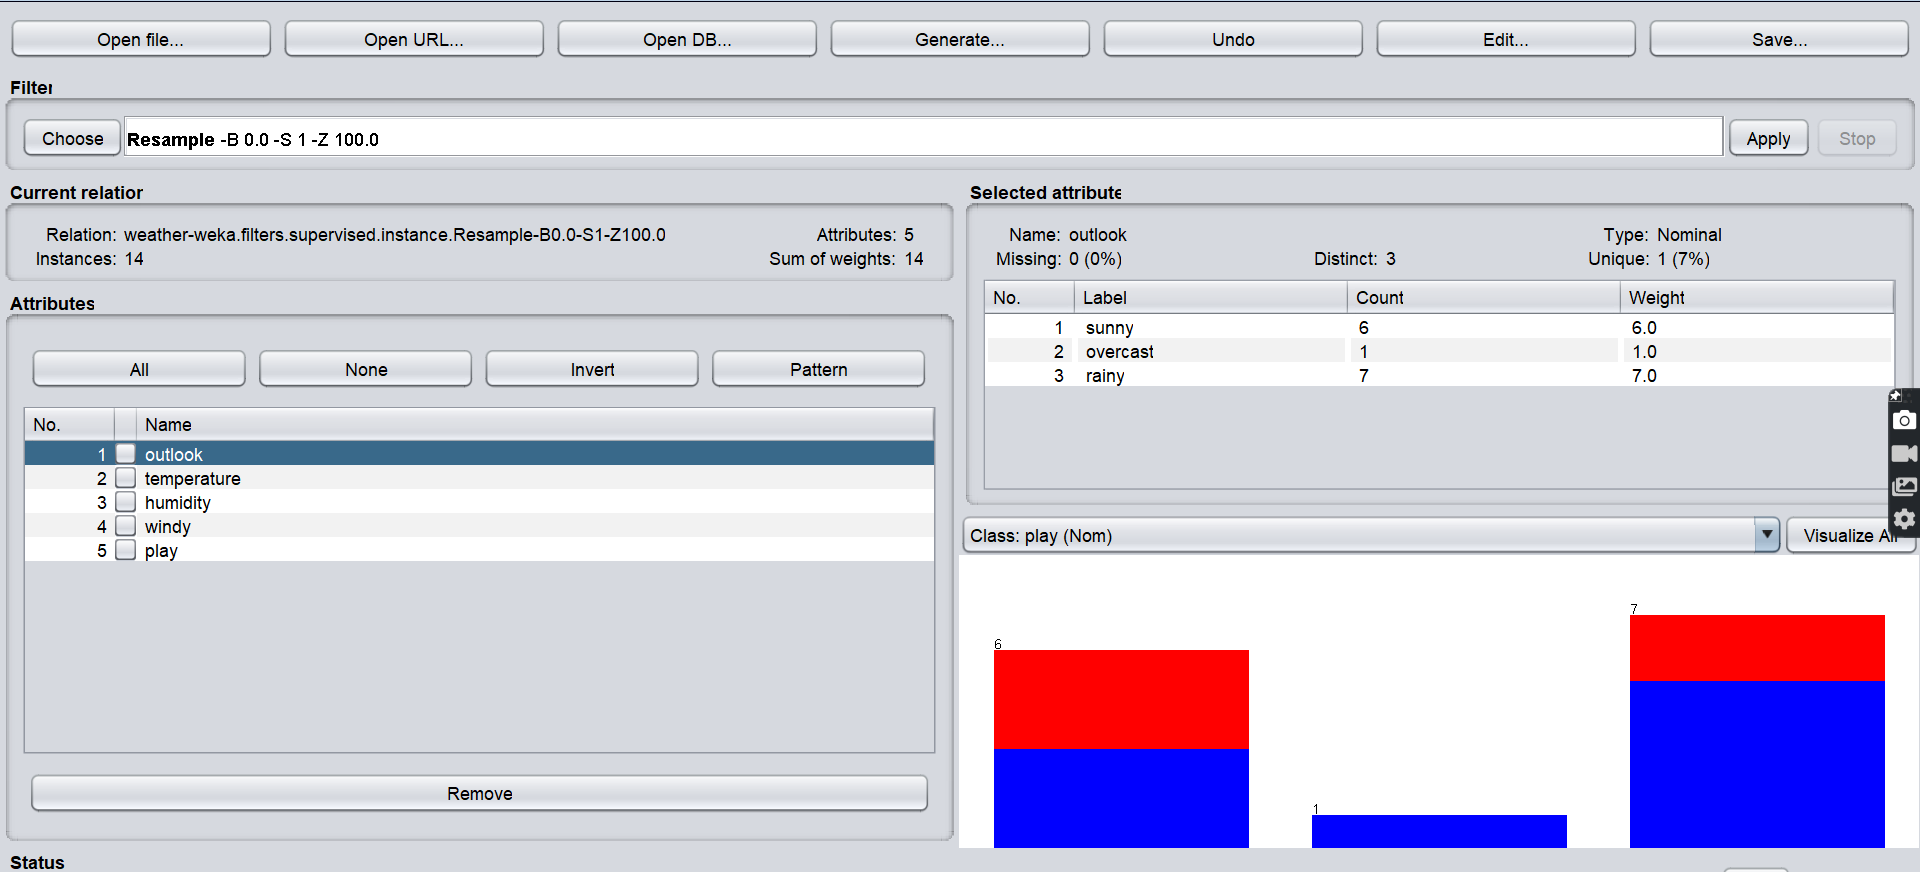 Open file... Open URL... Open DB... Generate... Undo Edit... Save...
Filter
Choose Resample -B 0.0 -S 1 -Z 100.0 Apply Stop
Current relation
Relation: weather-weka.filters.supervised.instance.Resample-B0.0-S1-Z100.0 Attributes: 5
Instances: 14 Sum of weights: 14
Attributes
All None Invert Pattern
No. Name
1 outlook
2 temperature
3 humidity
4 windy
5 play
Remove
Status
Selected attribute
Name: outlook Type: Nominal
Missing: 0 (0%) Distinct: 3 Unique: 1 (7%)
No. Label Count Weight
1 sunny 6 6.0
2 overcast 1 1.0
3 rainy 7 7.0
Class: play (Nom) Visualize All
6
1
7